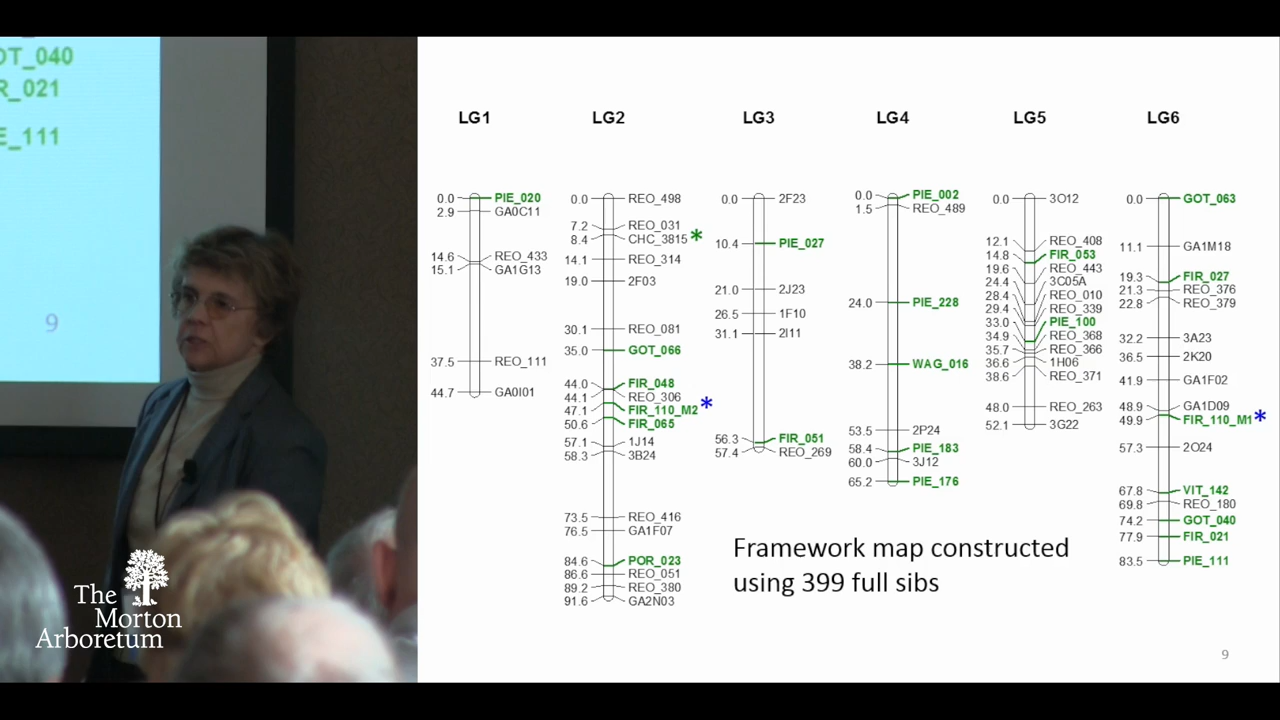 OT_040
R_021
E_111
9
The
Morton
Arboretum
LG1
LG2
LG3
LG4
LG5
LG6
0.0 PIE_020
2.9 GA0C11
14.6 REO_433
15.1 GA1G13
37.5 REO_111
44.7 GA0I01
0.0 REO_498
7.2 REO_031
8.4 CHC_3815 *
14.1 REO_314
19.0 2F03
30.1 REO_081
35.0 GOT_066
44.0 FIR_048
44.1 REO_306
47.1 FIR_110_M2 *
50.6 FIR_065
57.1 1J14
58.3 3B24
73.5 REO_416
76.5 GA1F07
84.6 POR_023
86.6 REO_051
89.2 REO_380
91.6 GA2N03
0.0 2F23
10.4 PIE_027
21.0 2J23
26.5 1F10
31.1 2I11
56.3 FIR_051
57.4 REO_269
0.0 PIE_002
1.5 REO_489
24.0 PIE_228
38.2 WAG_016
53.5 2P24
58.4 PIE_183
60.0 3J12
65.2 PIE_176
0.0 3O12
12.1 REO_408
14.8 FIR_053
19.6 REO_443
24.4 3C05A
28.4 REO_010
29.4 REO_339
33.0 PIE_100
34.9 REO_368
35.7 REO_366
36.6 1H06
38.6 REO_371
48.0 REO_263
52.1 3G22
0.0 GOT_063
11.1 GA1M18
19.3 FIR_027
21.3 REO_376
22.8 REO_379
32.2 3A23
36.5 2K20
41.9 GA1F02
48.9 GA1D09
49.9 FIR_110_M1 *
57.3 2O24
67.8 VIT_142
69.8 REO_180
74.2 GOT_040
77.9 FIR_021
83.5 PIE_111
Framework map constructed
using 399 full sibs
9